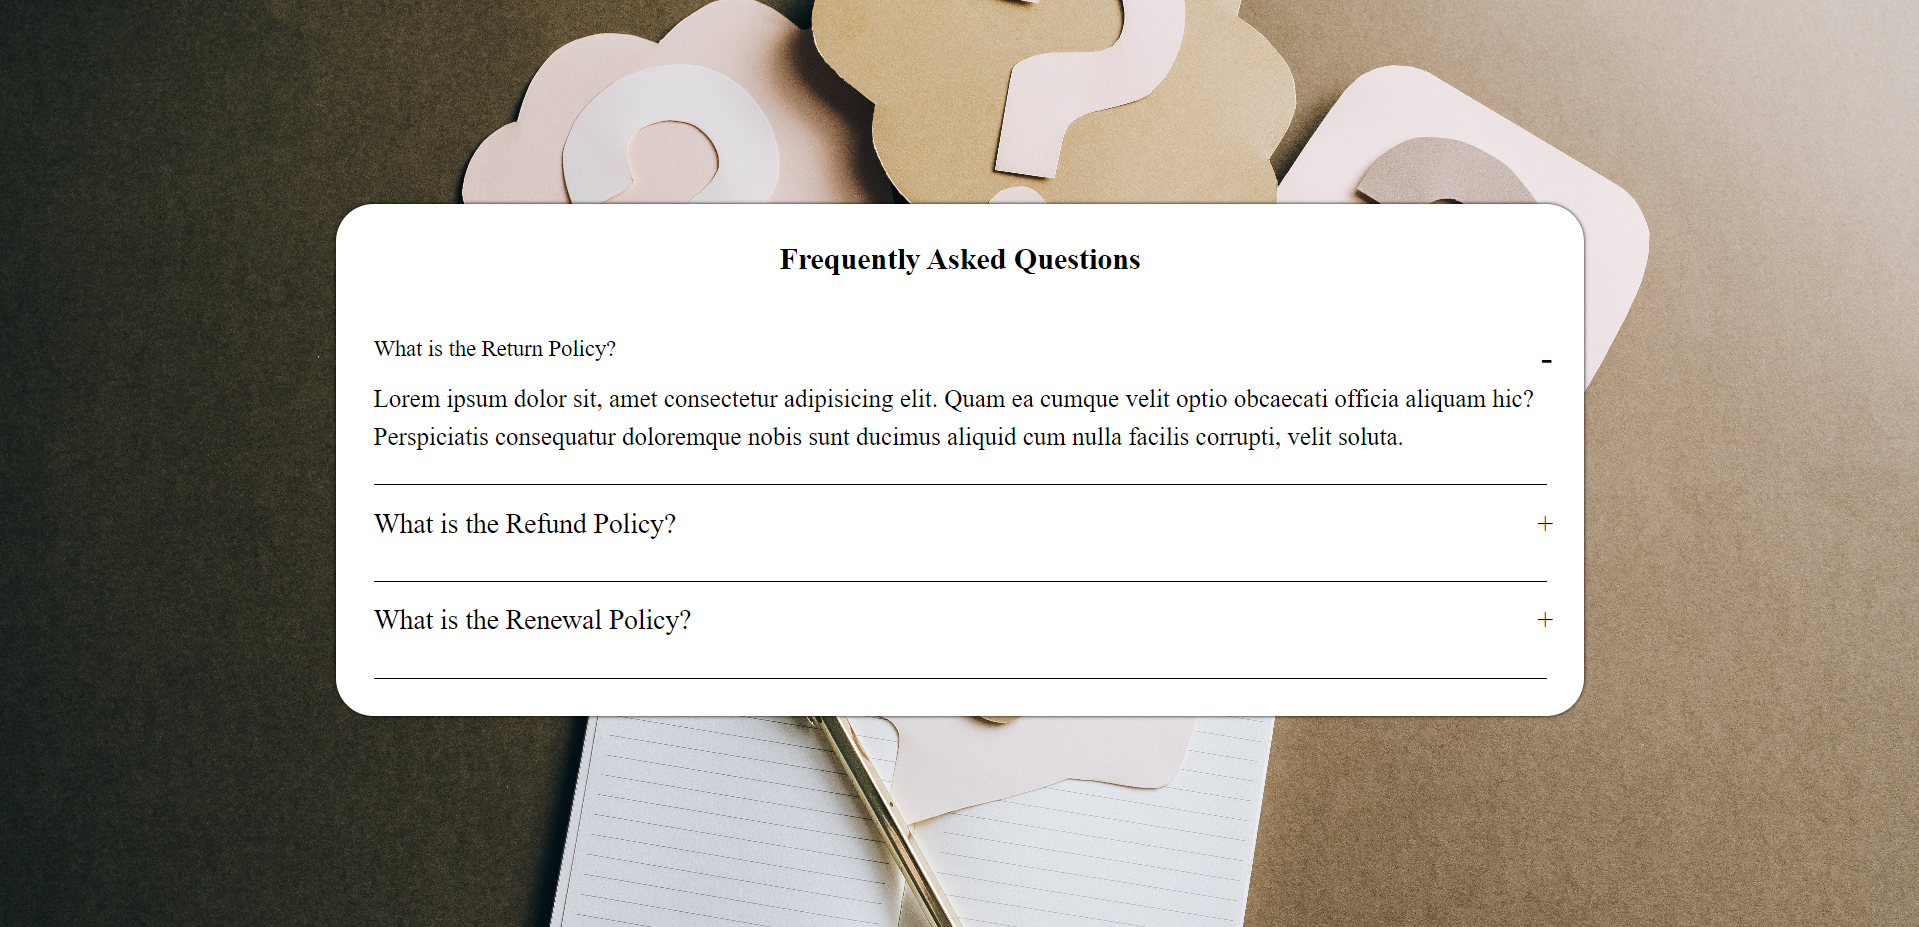 Frequently Asked Questions
What is the Return Policy?
-
Lorem ipsum dolor sit, amet consectetur adipisicing elit. Quam ea cumque velit optio obcaecati officia aliquam hic?
Perspiciatis consequatur doloremque nobis sunt ducimus aliquid cum nulla facilis corrupti, velit soluta.
What is the Refund Policy?
+
What is the Renewal Policy?
+